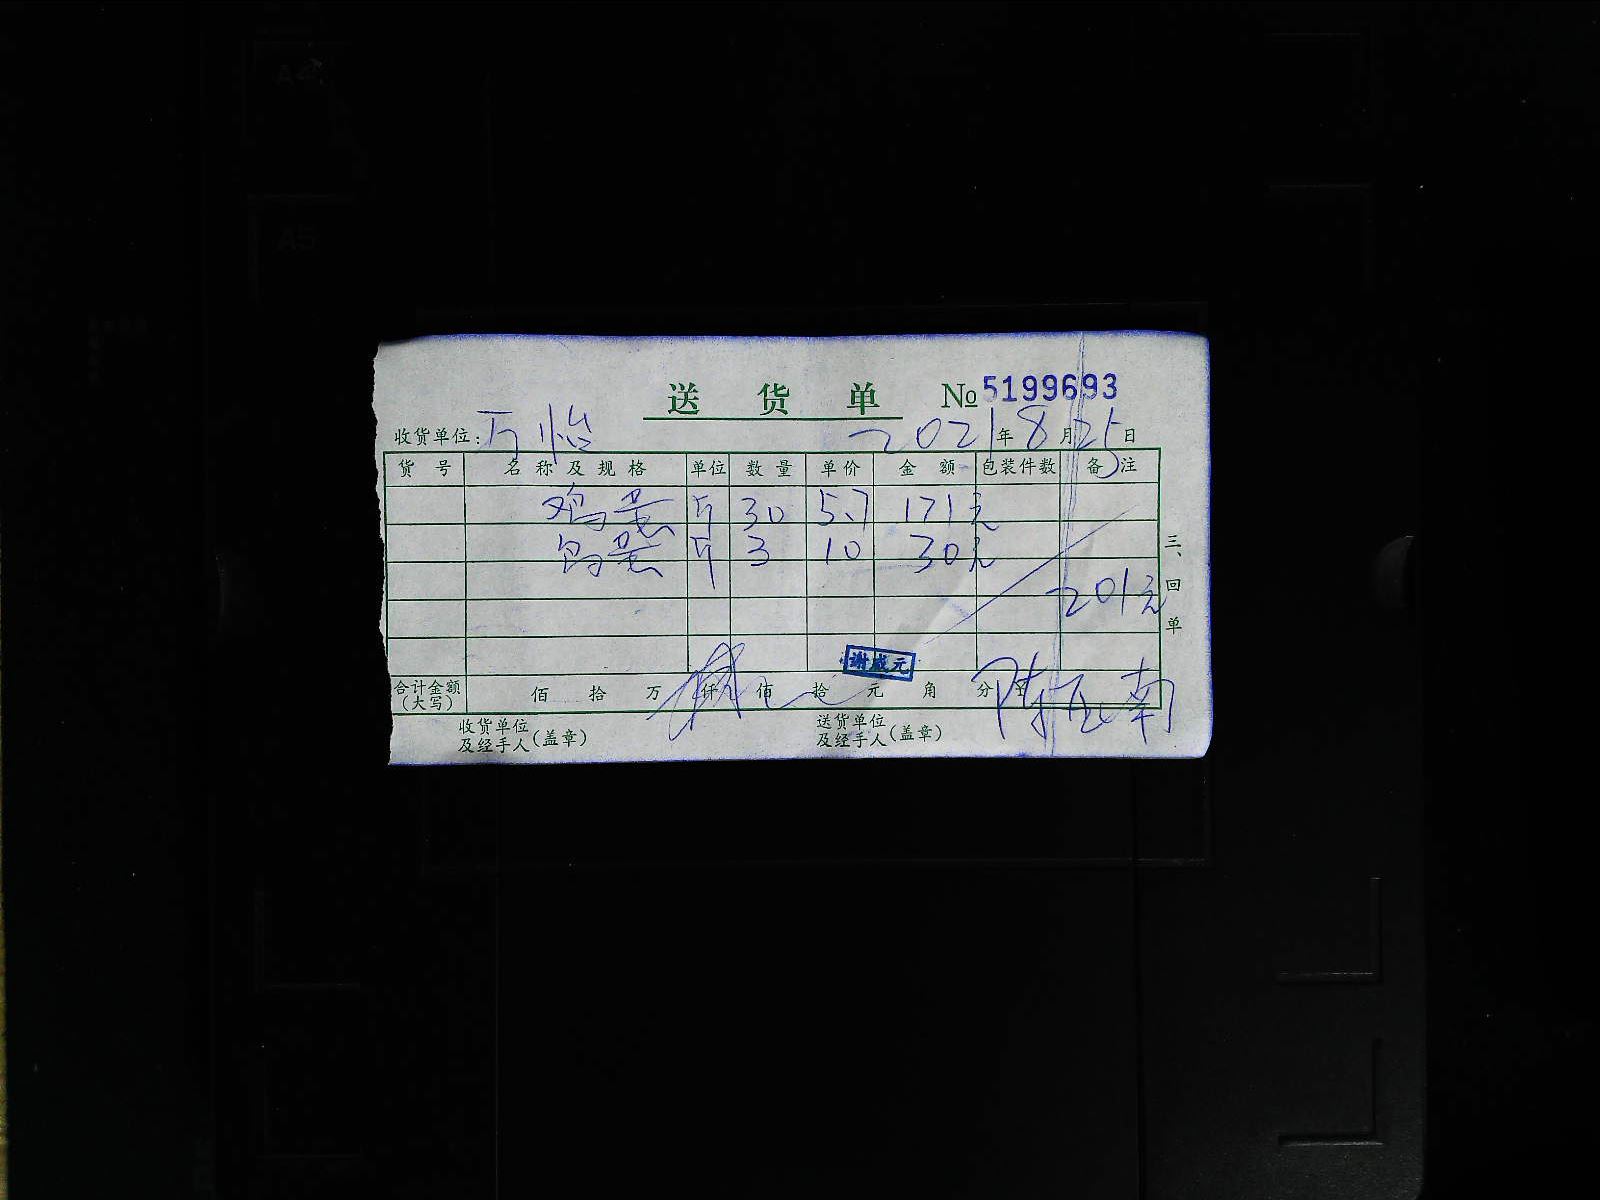 A4
A5
送货单 №5199693
收货单位:万怡 2021年8月25日
货号 名称及规格 单位 数量 单价 金额 包装件数 备注
鸡蛋 斤 30 5.7 171元
鸟蛋 斤 3 10 30元
201元
三、回单
谢成元
合计金额(大写) 佰 拾 万 仟 佰 拾 元 角 分
收货单位及经手人(盖章) 送货单位及经手人(盖章)